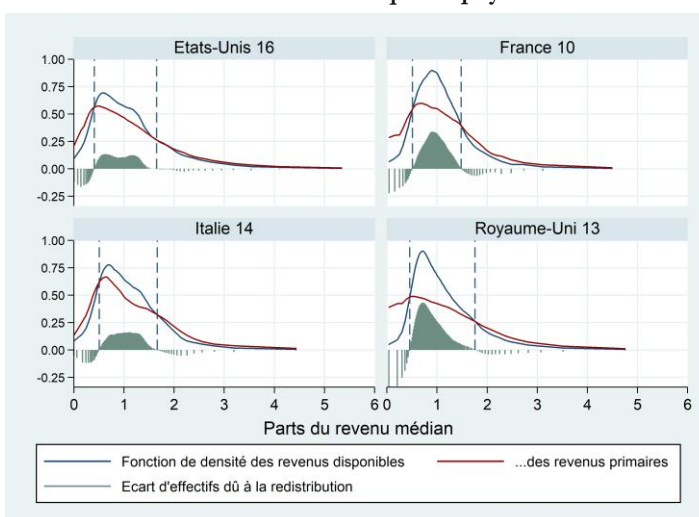 Etats-Unis 16
France 10
1.00
0.75
0.50
0.25
0.00
-0.25
Italie 14
Royaume-Uni 13
1.00
0.75
0.50
0.25
0.00
-0.25
0 1 2 3 4 5 6 0 1 2 3 4 5 6
Parts du revenu médian
Fonction de densité des revenus disponibles
...des revenus primaires
Ecart d'effectifs dû à la redistribution